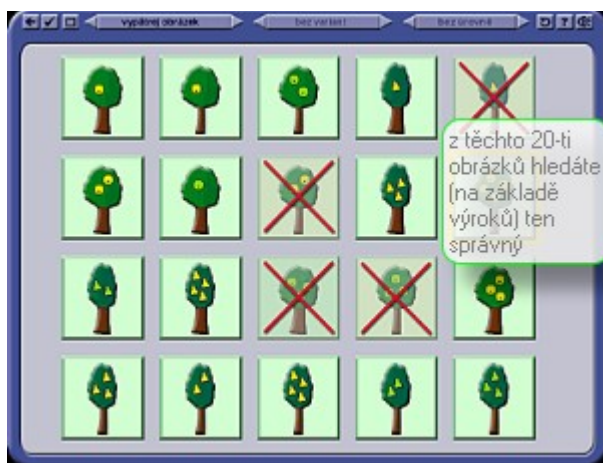 vypátrej obrázek
bez variant
bez úrovně
?
z těchto 20-ti
obrázků hledáte
(na základě
výroků) ten
správný